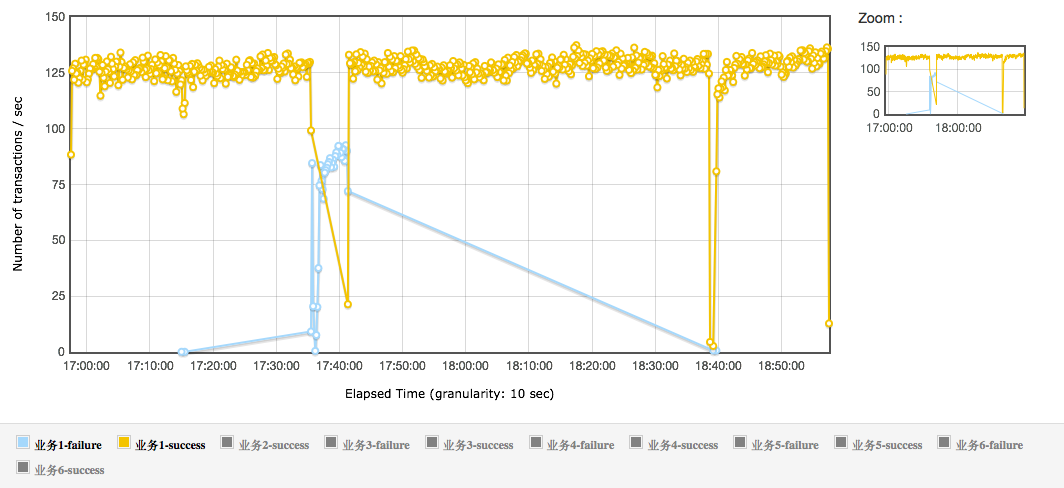 Zoom :
150
125
100
75
50
25
0
Number of transactions / sec
17:00:00 17:10:00 17:20:00 17:30:00 17:40:00 17:50:00 18:00:00 18:10:00 18:20:00 18:30:00 18:40:00 18:50:00
Elapsed Time (granularity: 10 sec)
150
100
50
0
17:00:00 18:00:00
业务1-failure 业务1-success 业务2-success 业务3-failure 业务3-success 业务4-failure 业务4-success 业务5-failure 业务5-success 业务6-failure
业务6-success